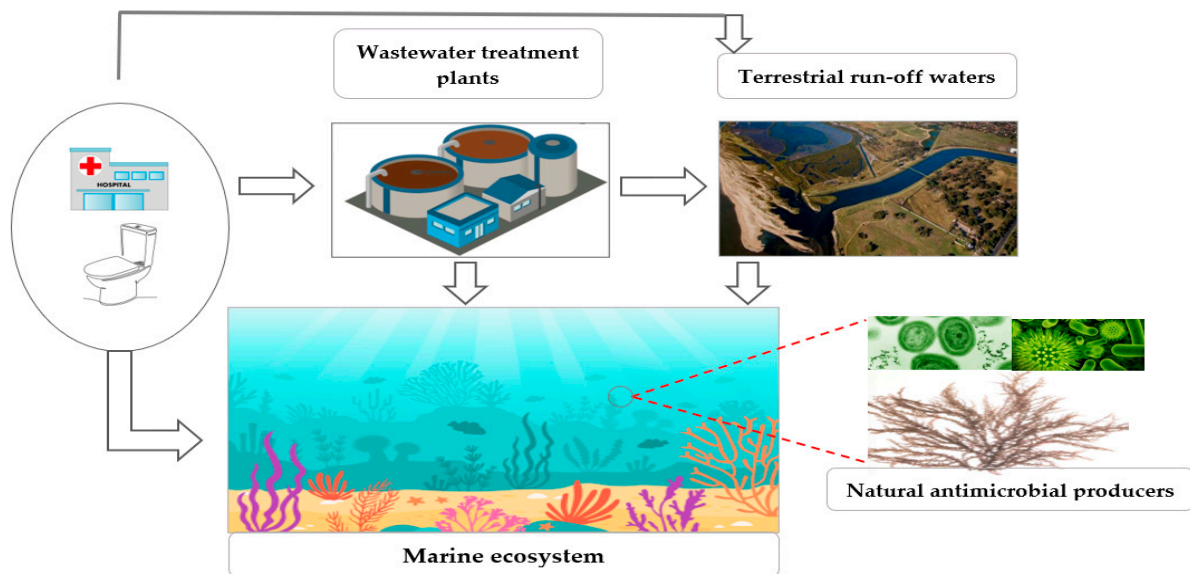 Wastewater treatment
plants
Terrestrial run-off waters
HOSPITAL
Natural antimicrobial producers
Marine ecosystem